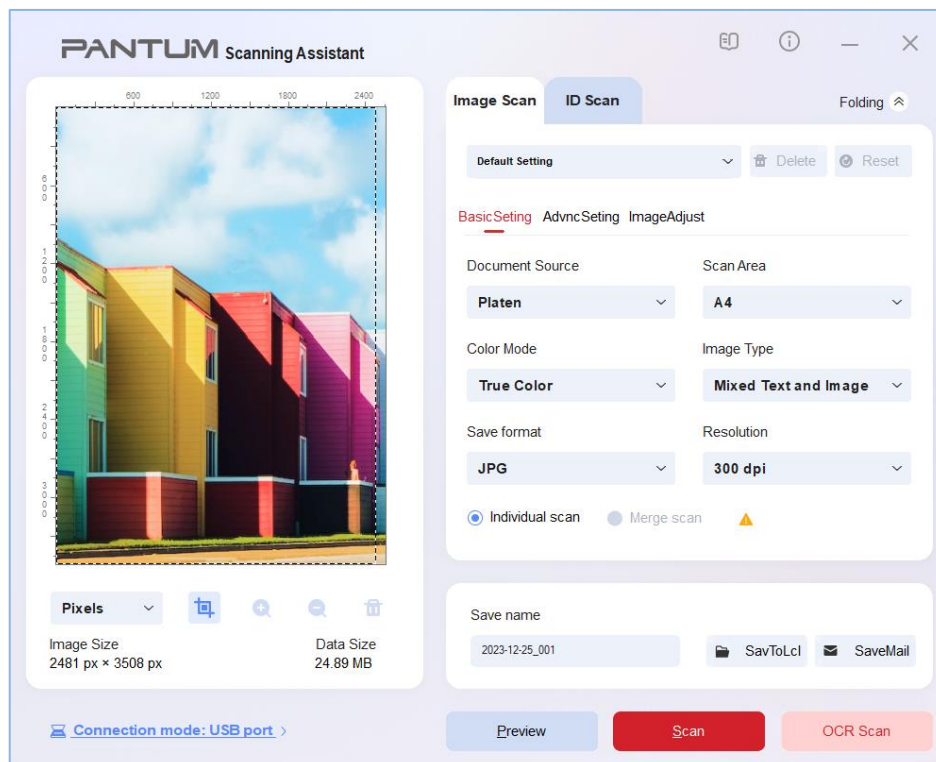 PANTUM Scanning Assistant
600 1200 1800 2400
600
1200
1800
2400
3000
Pixels
Image Size
2481 px × 3508 px
Data Size
24.89 MB
Connection mode: USB port
Image Scan
ID Scan
Folding
Default Setting
Delete
Reset
BasicSeting
AdvncSeting
ImageAdjust
Document Source
Scan Area
Platen
A4
Color Mode
Image Type
True Color
Mixed Text and Image
Save format
Resolution
JPG
300 dpi
Individual scan
Merge scan
Save name
2023-12-25_001
SavToLcl
SaveMail
Preview
Scan
OCR Scan